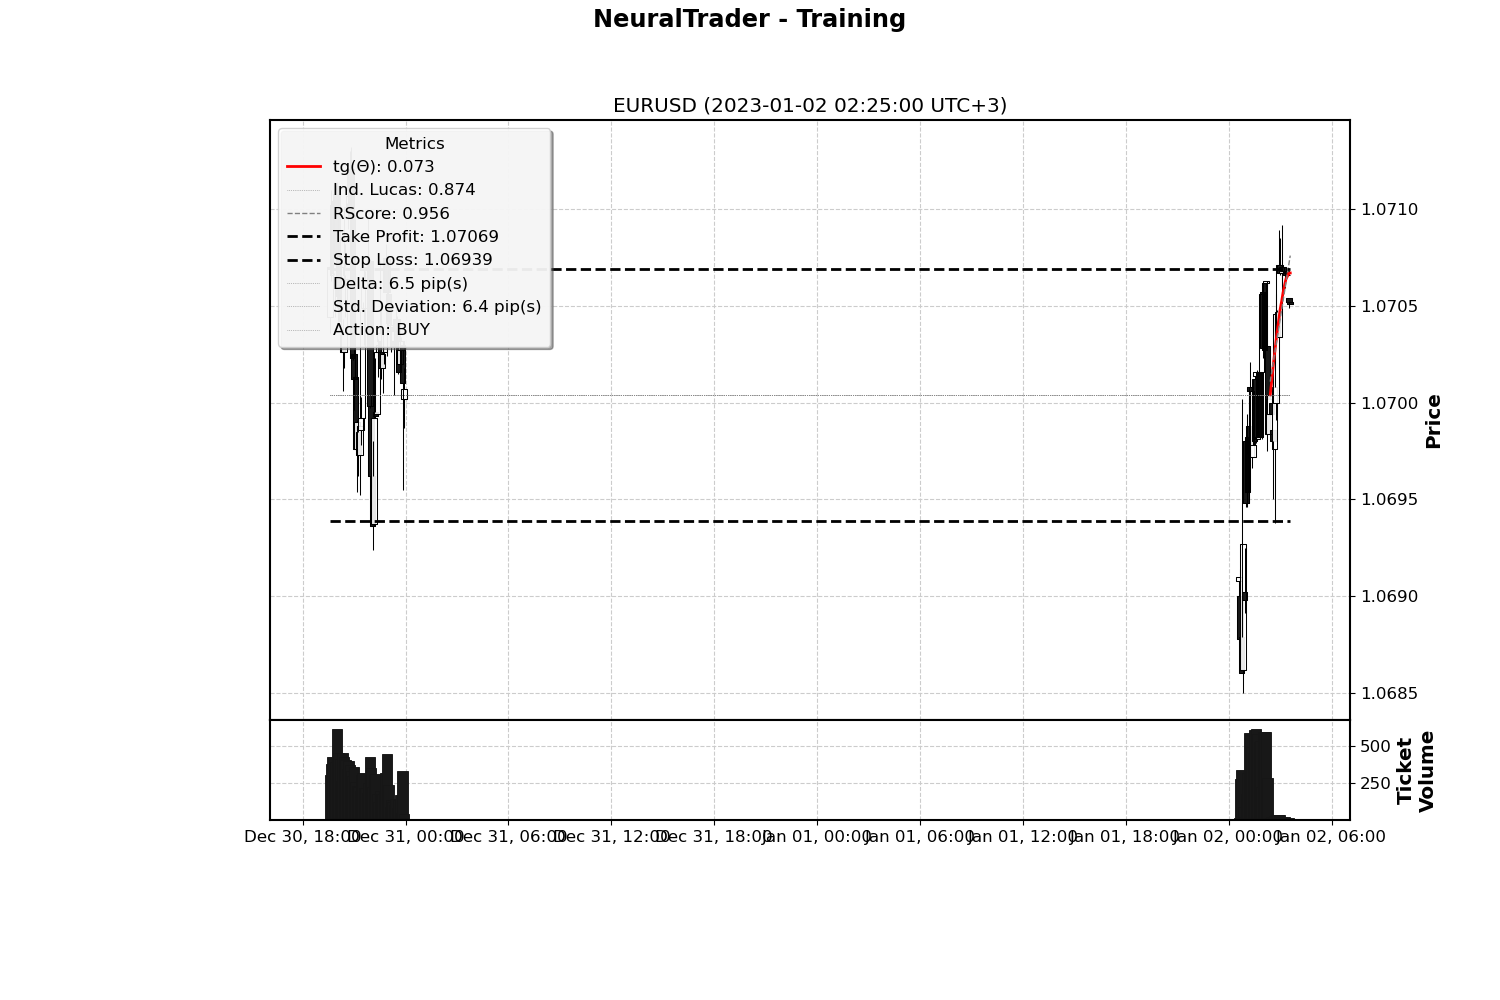 NeuralTrader - Training
EURUSD (2023-01-02 02:25:00 UTC+3)
Metrics
tg(Θ): 0.073
Ind. Lucas: 0.874
RScore: 0.956
Take Profit: 1.07069
Stop Loss: 1.06939
Delta: 6.5 pip(s)
Std. Deviation: 6.4 pip(s)
Action: BUY
1.0710
1.0705
1.0700
1.0695
1.0690
1.0685
Price
500
250
Ticket
Volume
Dec 30, 18:00 Dec 31, 00:00 Dec 31, 06:00 Dec 31, 12:00 Dec 31, 18:00 Jan 01, 00:00 Jan 01, 06:00 Jan 01, 12:00 Jan 01, 18:00 Jan 02, 00:00 Jan 02, 06:00